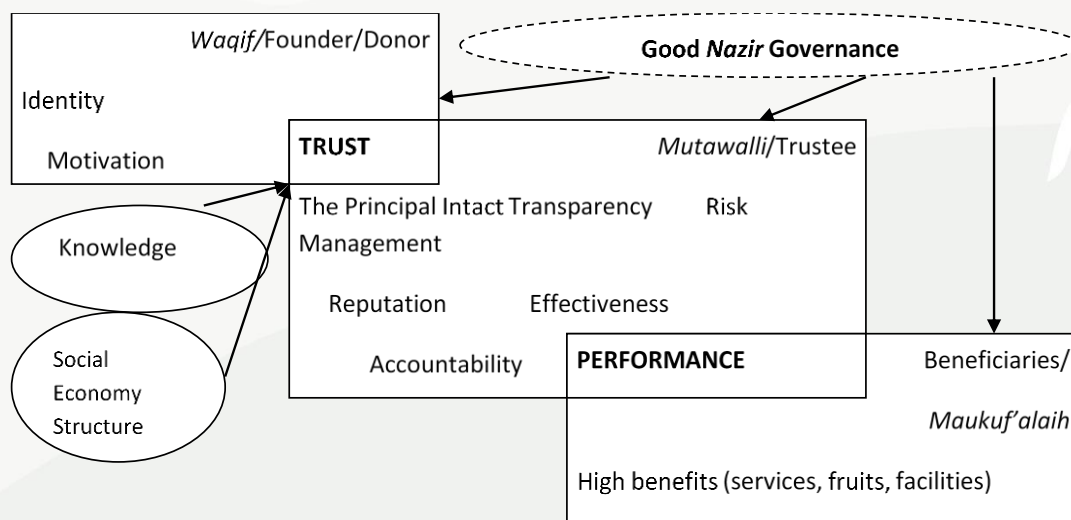 Waqif/Founder/Donor
Good Nazir Governance
Identity
Motivation
TRUST
Mutawalli/Trustee
The Principal Intact Transparency Risk
Management
Knowledge
Reputation Effectiveness
Accountability
Social
Economy
Structure
PERFORMANCE
Beneficiaries/
Maukuf’alaih
High benefits (services, fruits, facilities)